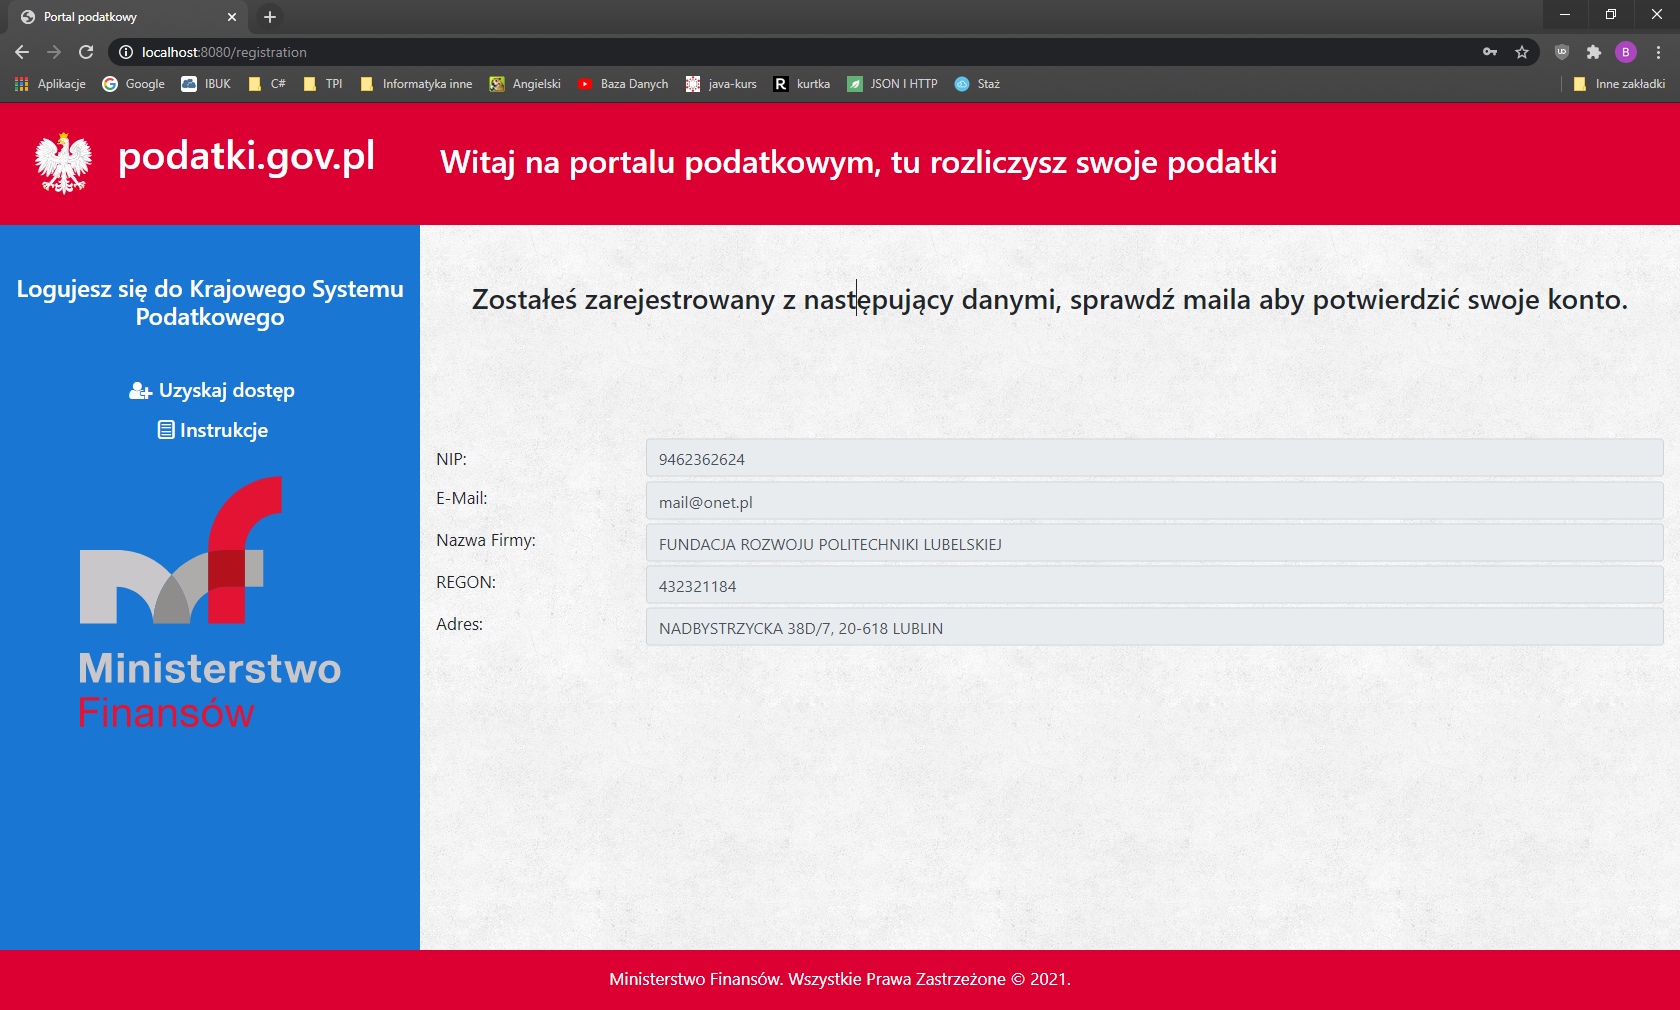 Portal podatkowy
localhost:8080/registration
B
Aplikacje Google IBUK C# TPI Informatyka inne Angielski Baza Danych java-kurs R kurtka JSON I HTTP Staż Inne zakładki
podatki.gov.pl
Witaj na portalu podatkowym, tu rozliczysz swoje podatki
Logujesz się do Krajowego Systemu
Podatkowego
Uzyskaj dostęp
Instrukcje
mf
Ministerstwo
Finansów
Zostałeś zarejestrowany z następujący danymi, sprawdź maila aby potwierdzić swoje konto.
NIP: 9462362624
E-Mail: mail@onet.pl
Nazwa Firmy: FUNDACJA ROZWOJU POLITECHNIKI LUBELSKIEJ
REGON: 432321184
Adres: NADBYSTRZYCKA 38D/7, 20-618 LUBLIN
Ministerstwo Finansów. Wszystkie Prawa Zastrzeżone © 2021.